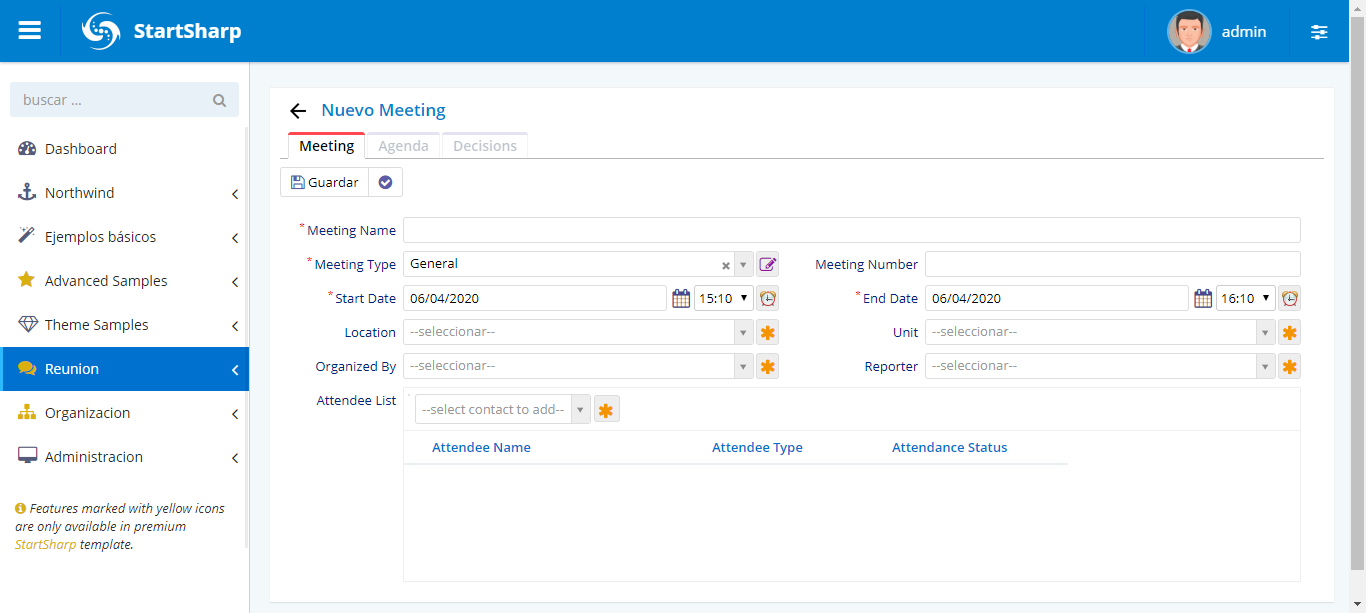 StartSharp
admin
buscar ...
Dashboard
Northwind
Ejemplos básicos
Advanced Samples
Theme Samples
Reunion
Organizacion
Administracion
Features marked with yellow icons
are only available in premium
StartSharp template.
Nuevo Meeting
Meeting Agenda Decisions
Guardar
* Meeting Name
* Meeting Type General Meeting Number
* Start Date 06/04/2020 15:10 * End Date 06/04/2020 16:10
Location --seleccionar-- Unit --seleccionar--
Organized By --seleccionar-- Reporter --seleccionar--
Attendee List --select contact to add--
Attendee Name Attendee Type Attendance Status